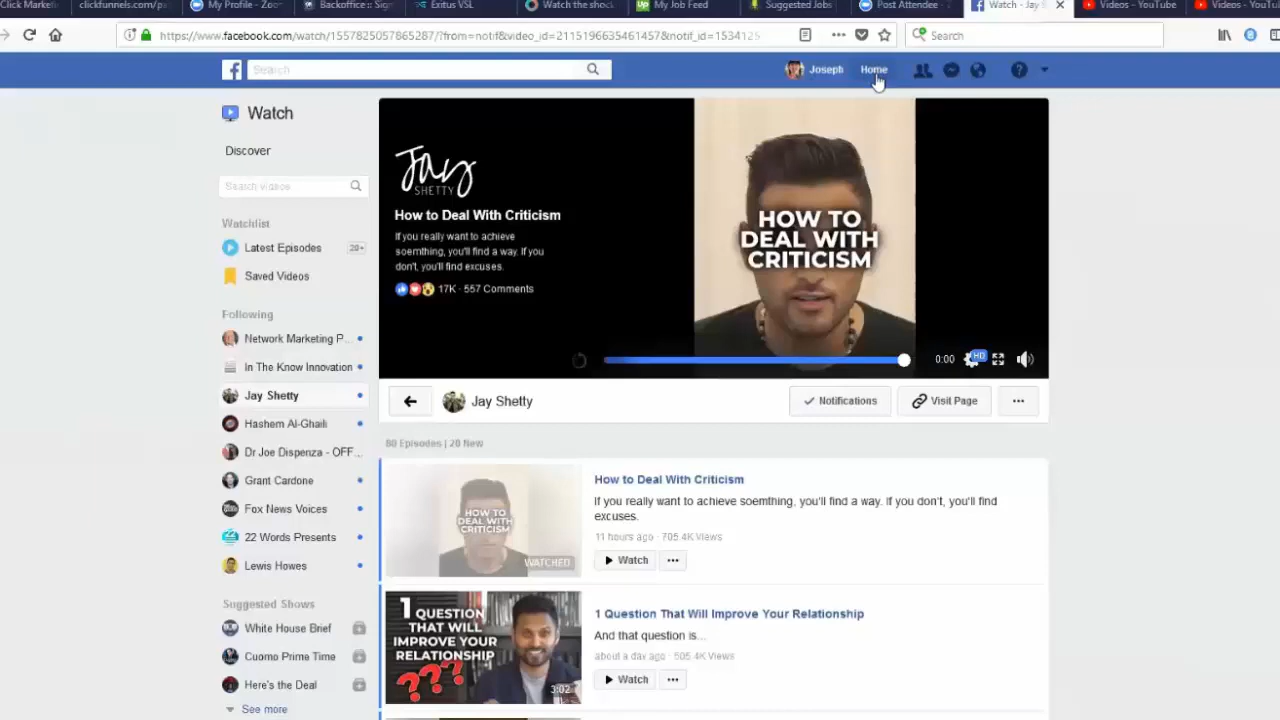 Click Market
clickfunnels.com/pa
My Profile - Zoo
Backoffice :: Sign
Exitus VSL
Watch the shock
My Job Feed
Suggested Jobs
Post Attendee -
Watch - Jay S
Videos - YouTube
Videos - YouTu
https://www.facebook.com/watch/1557825057865287/?from=notif&video_id=2115196635461457&notif_id=1534125
Search
Search
Joseph
Home
Watch
Discover
Search videos
Watchlist
Latest Episodes
20+
Saved Videos
Following
Network Marketing P...
In The Know Innovation
Jay Shetty
Hashem Al-Ghaili
Dr Joe Dispenza - OFF...
Grant Cardone
Fox News Voices
22 Words Presents
Lewis Howes
Suggested Shows
White House Brief
Cuomo Prime Time
Here's the Deal
See more
Jay
SHETTY
How to Deal With Criticism
If you really want to achieve
soemthing, you'll find a way. If you
don't, you'll find excuses.
17K · 557 Comments
HOW TO
DEAL WITH
CRITICISM
0:00
HD
Jay Shetty
Notifications
Visit Page
80 Episodes | 20 New
HOW TO
DEAL WITH
CRITICISM
WATCHED
How to Deal With Criticism
If you really want to achieve soemthing, you'll find a way. If you don't, you'll find
excuses.
11 hours ago · 705.4K Views
Watch
1 QUESTION
THAT WILL
IMPROVE YOUR
RELATIONSHIP
???
3:02
1 Question That Will Improve Your Relationship
And that question is...
about a day ago · 505.4K Views
Watch